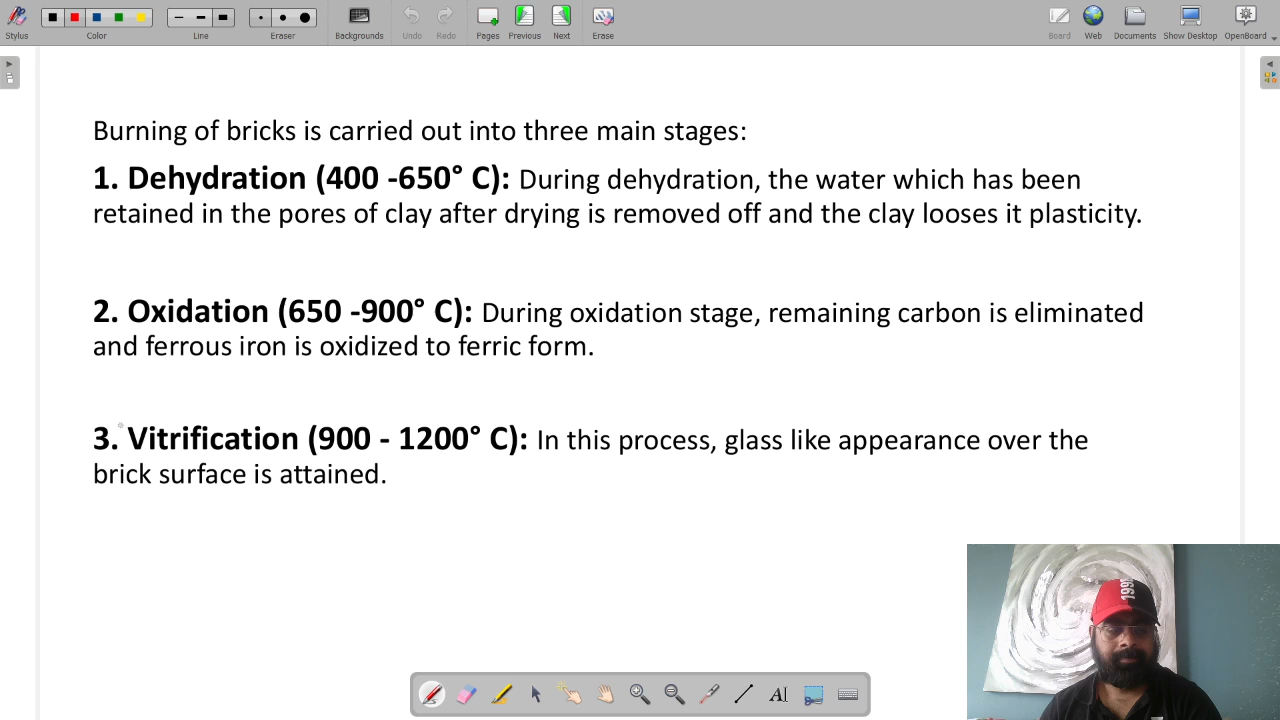 Stylus Color Line Eraser Backgrounds Undo Redo Pages Previous Next Erase Board Web Documents Show Desktop OpenBoard
Burning of bricks is carried out into three main stages:
1. Dehydration (400 -650° C): During dehydration, the water which has been
retained in the pores of clay after drying is removed off and the clay looses it plasticity.
2. Oxidation (650 -900° C): During oxidation stage, remaining carbon is eliminated
and ferrous iron is oxidized to ferric form.
3. Vitrification (900 - 1200° C): In this process, glass like appearance over the
brick surface is attained.
199
AI